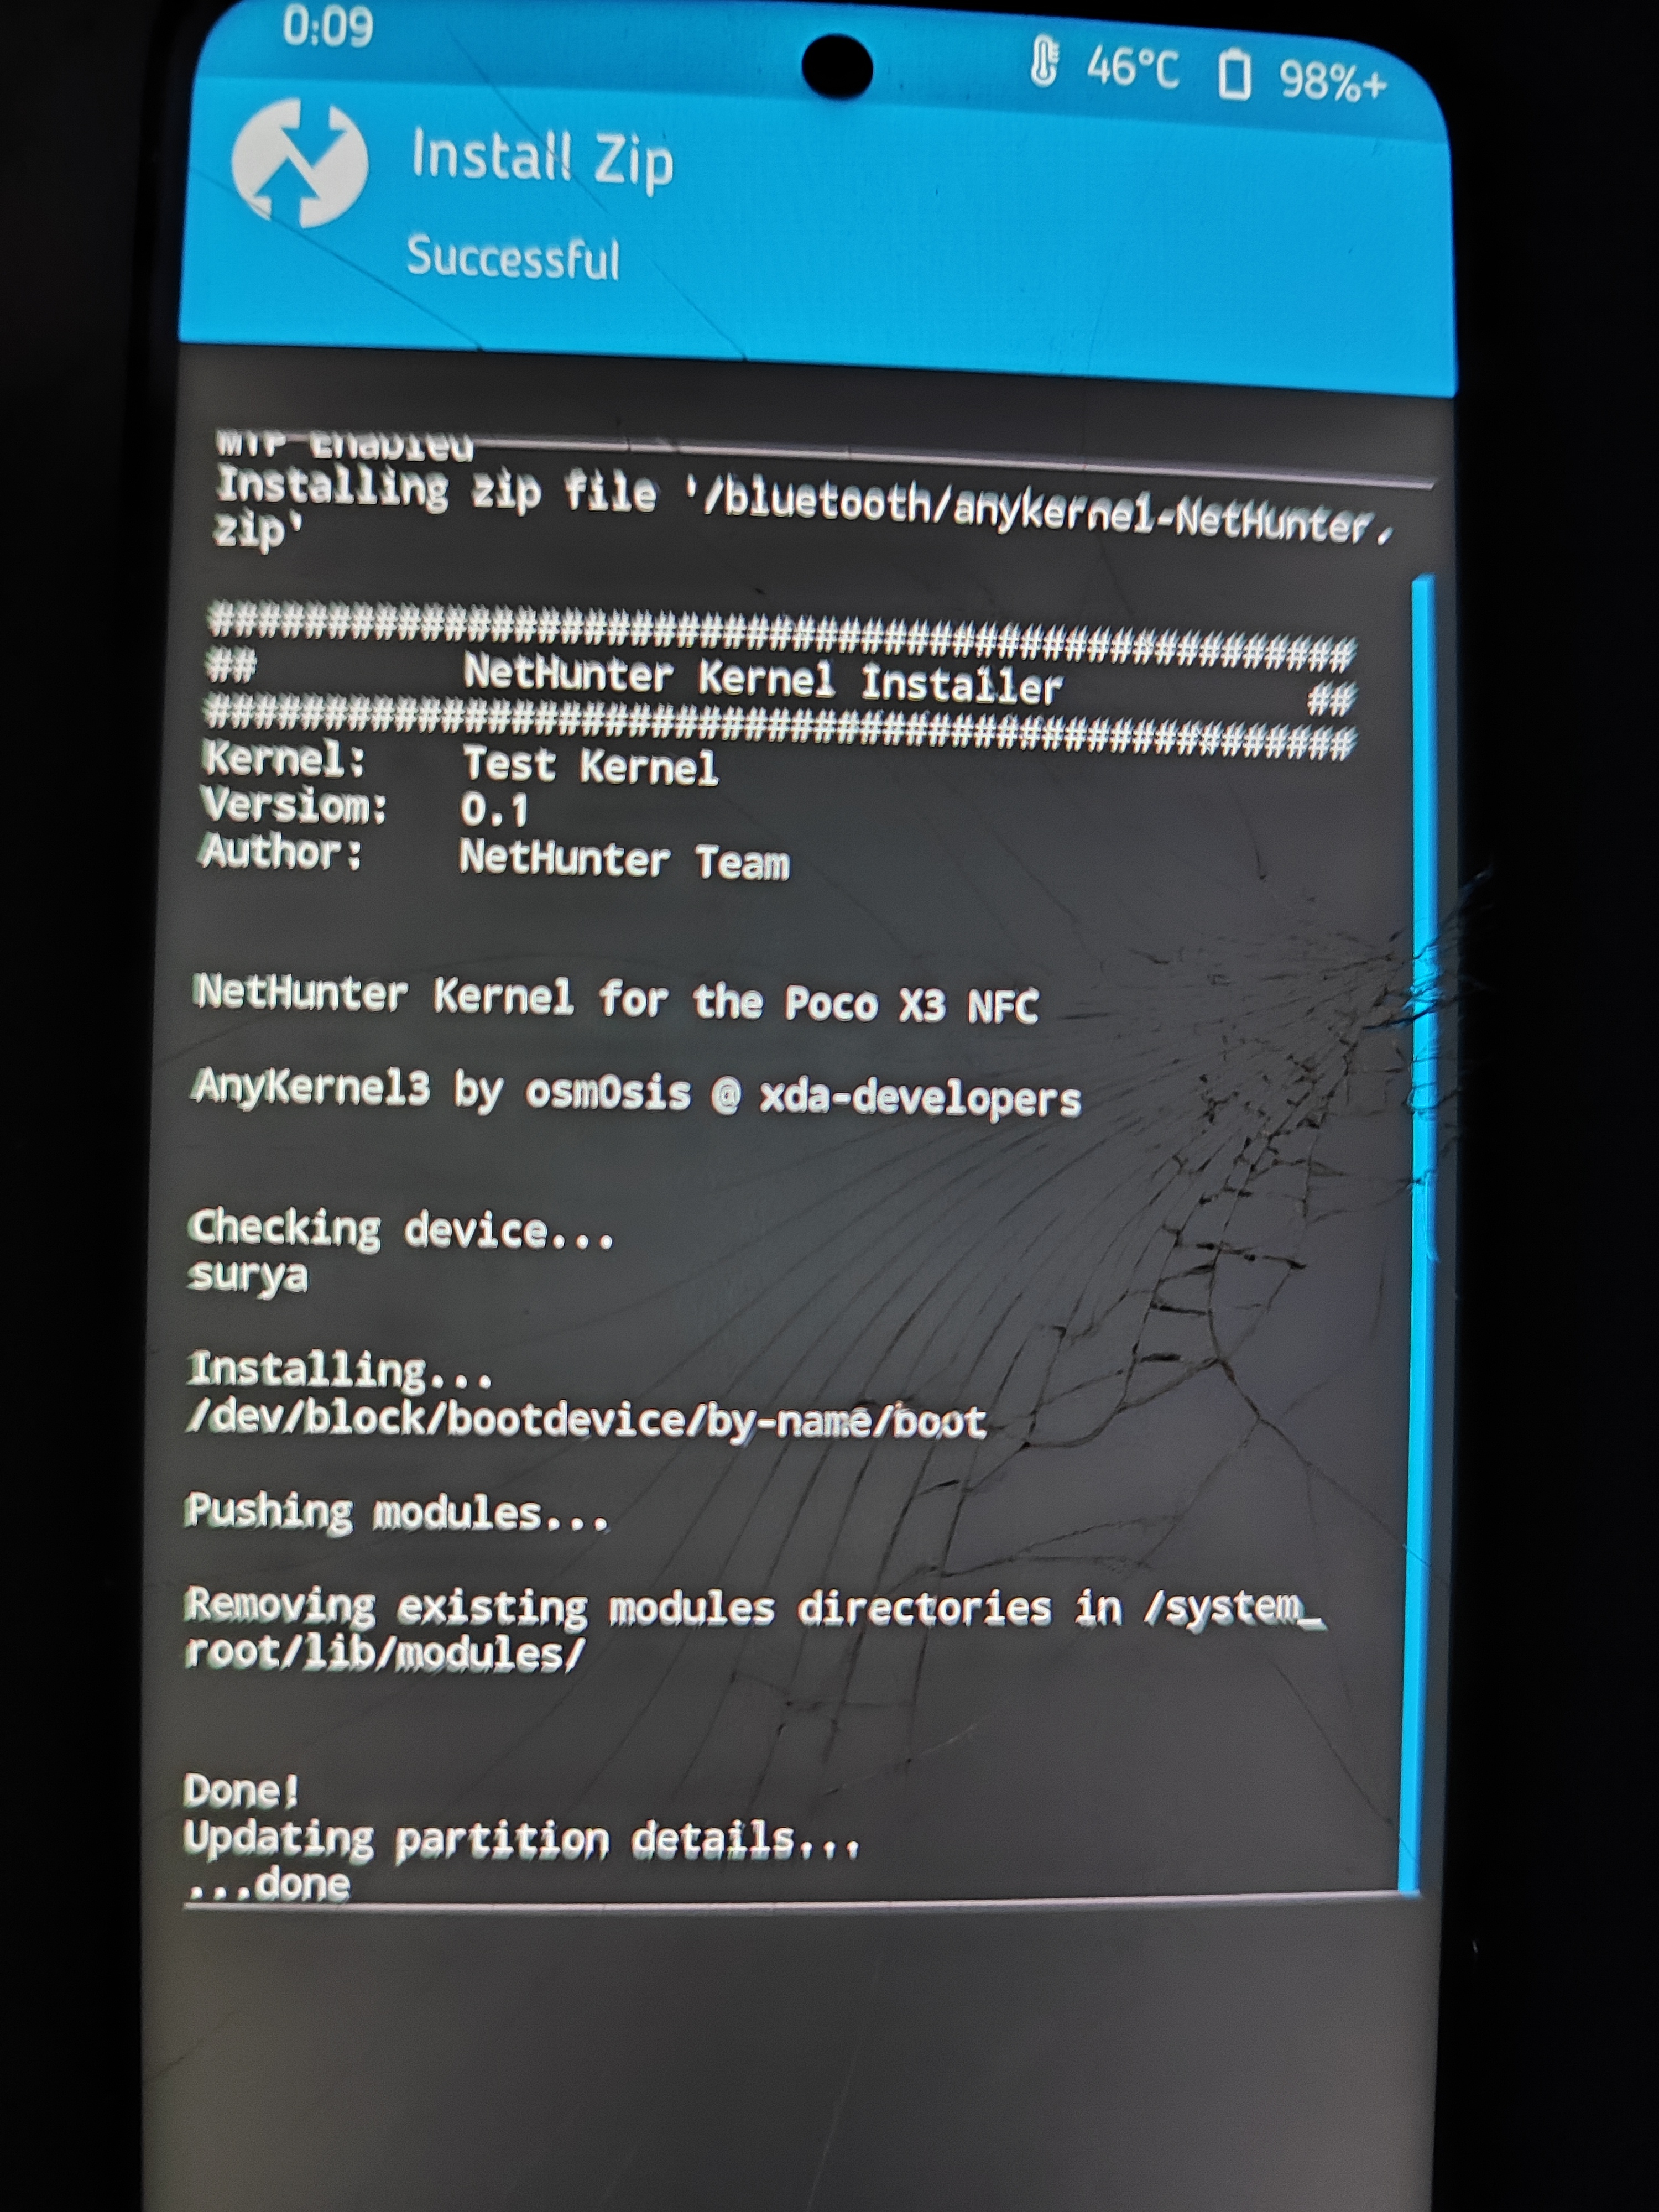 0:09 46°C 98%+
Install Zip
Successful
MTP Enabled
Installing zip file '/bluetooth/anykernel-NetHunter.
zip'
#################################################
## NetHunter Kernel Installer ##
#################################################
Kernel: Test Kernel
Versiom: 0.1
Author: NetHunter Team
NetHunter Kernel for the Poco X3 NFC
AnyKernel3 by osm0sis @ xda-developers
Checking device...
surya
Installing...
/dev/block/bootdevice/by-name/boot
Pushing modules...
Removing existing modules directories in /system_
root/lib/modules/
Done!
Updating partition details...
...done